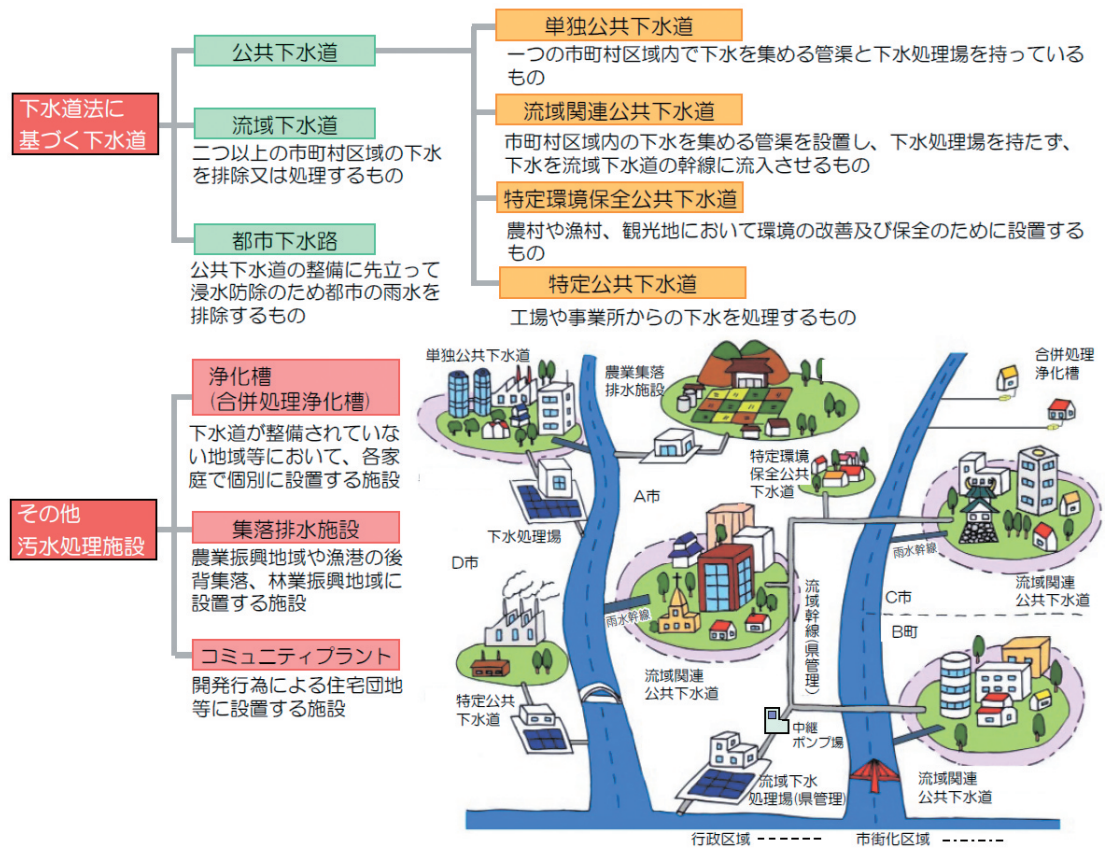 下水道法に
基づく下水道
公共下水道
流域下水道
二つ以上の市町村区域の下水
を排除又は処理するもの
都市下水路
公共下水道の整備に先立って
浸水防除のため都市の雨水を
排除するもの
単独公共下水道
一つの市町村区域内で下水を集める管渠と下水処理場を持っている
もの
流域関連公共下水道
市町村区域内の下水を集める管渠を設置し、下水処理場を持たず、
下水を流域下水道の幹線に流入させるもの
特定環境保全公共下水道
農村や漁村、観光地において環境の改善及び保全のために設置する
もの
特定公共下水道
工場や事業所からの下水を処理するもの
その他
汚水処理施設
浄化槽
(合併処理浄化槽)
下水道が整備されていな
い地域等において、各家
庭で個別に設置する施設
集落排水施設
農業振興地域や漁港の後
背集落、林業振興地域に
設置する施設
コミュニティプラント
開発行為による住宅団地
等に設置する施設
単独公共下水道
農業集落
排水施設
合併処理
浄化槽
特定環境
保全公共
下水道
A市
下水処理場
D市
雨水幹線
流域関連
公共下水道
C市
B町
雨水幹線
流域幹線(県管理)
流域関連
公共下水道
特定公共
下水道
中継
ポンプ場
流域下水
処理場(県管理)
流域関連
公共下水道
行政区域
市街化区域